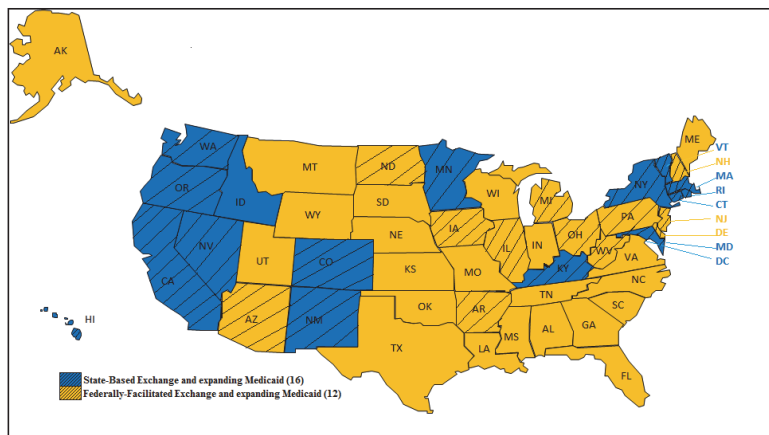 AK
WA
MT
ND
MN
ME
VT
NH
MA
RI
CT
NJ
DE
MD
DC
OR
ID
WY
SD
WI
MI
NY
PA
NV
UT
CO
NE
IA
IL
IN
OH
WV
VA
CA
KS
MO
KY
NC
TN
AZ
NM
OK
AR
SC
MS
AL
GA
TX
LA
FL
HI
State-Based Exchange and expanding Medicaid (16)
Federally-Facilitated Exchange and expanding Medicaid (12)